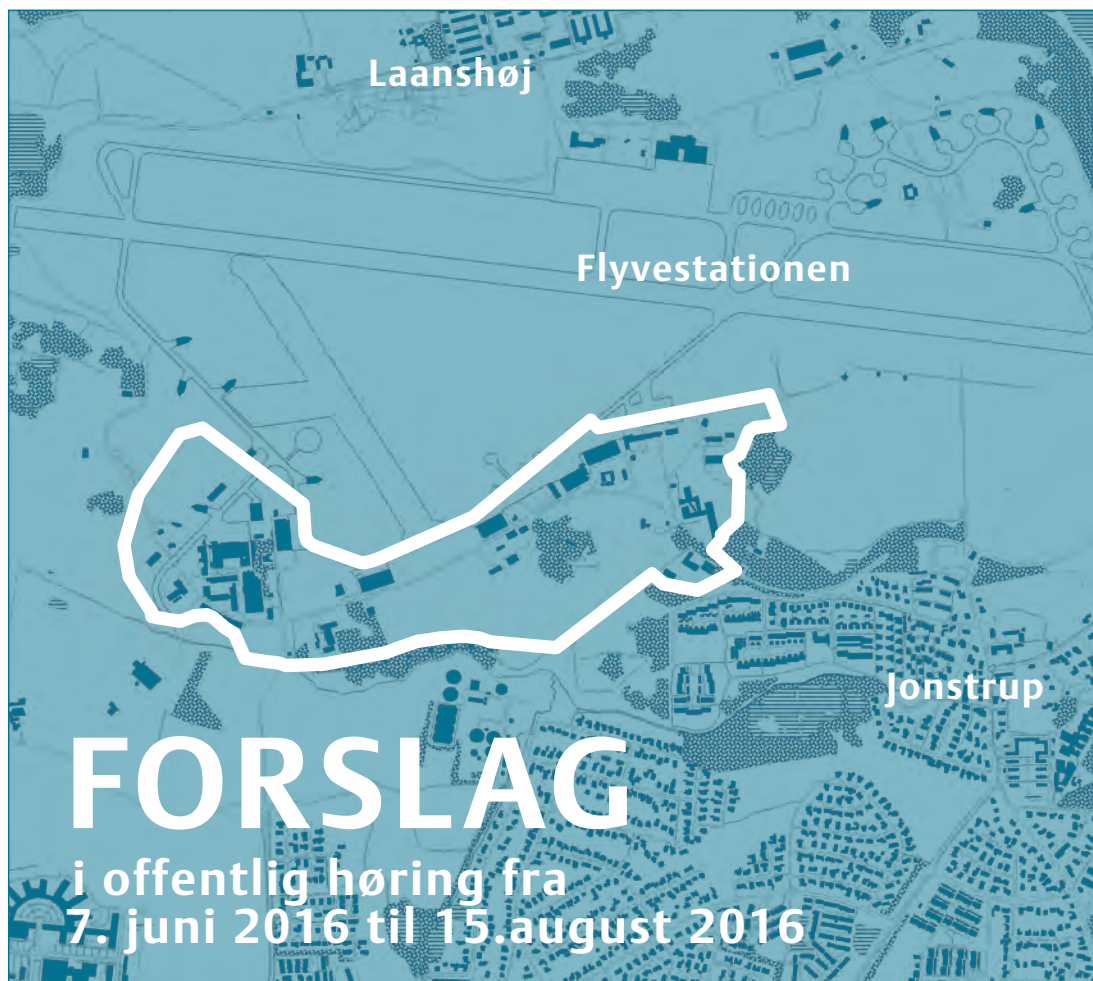 Laanshøj
Flyvestationen
Jonstrup
FORSLAG
i offentlig høring fra
7. juni 2016 til 15.august 2016